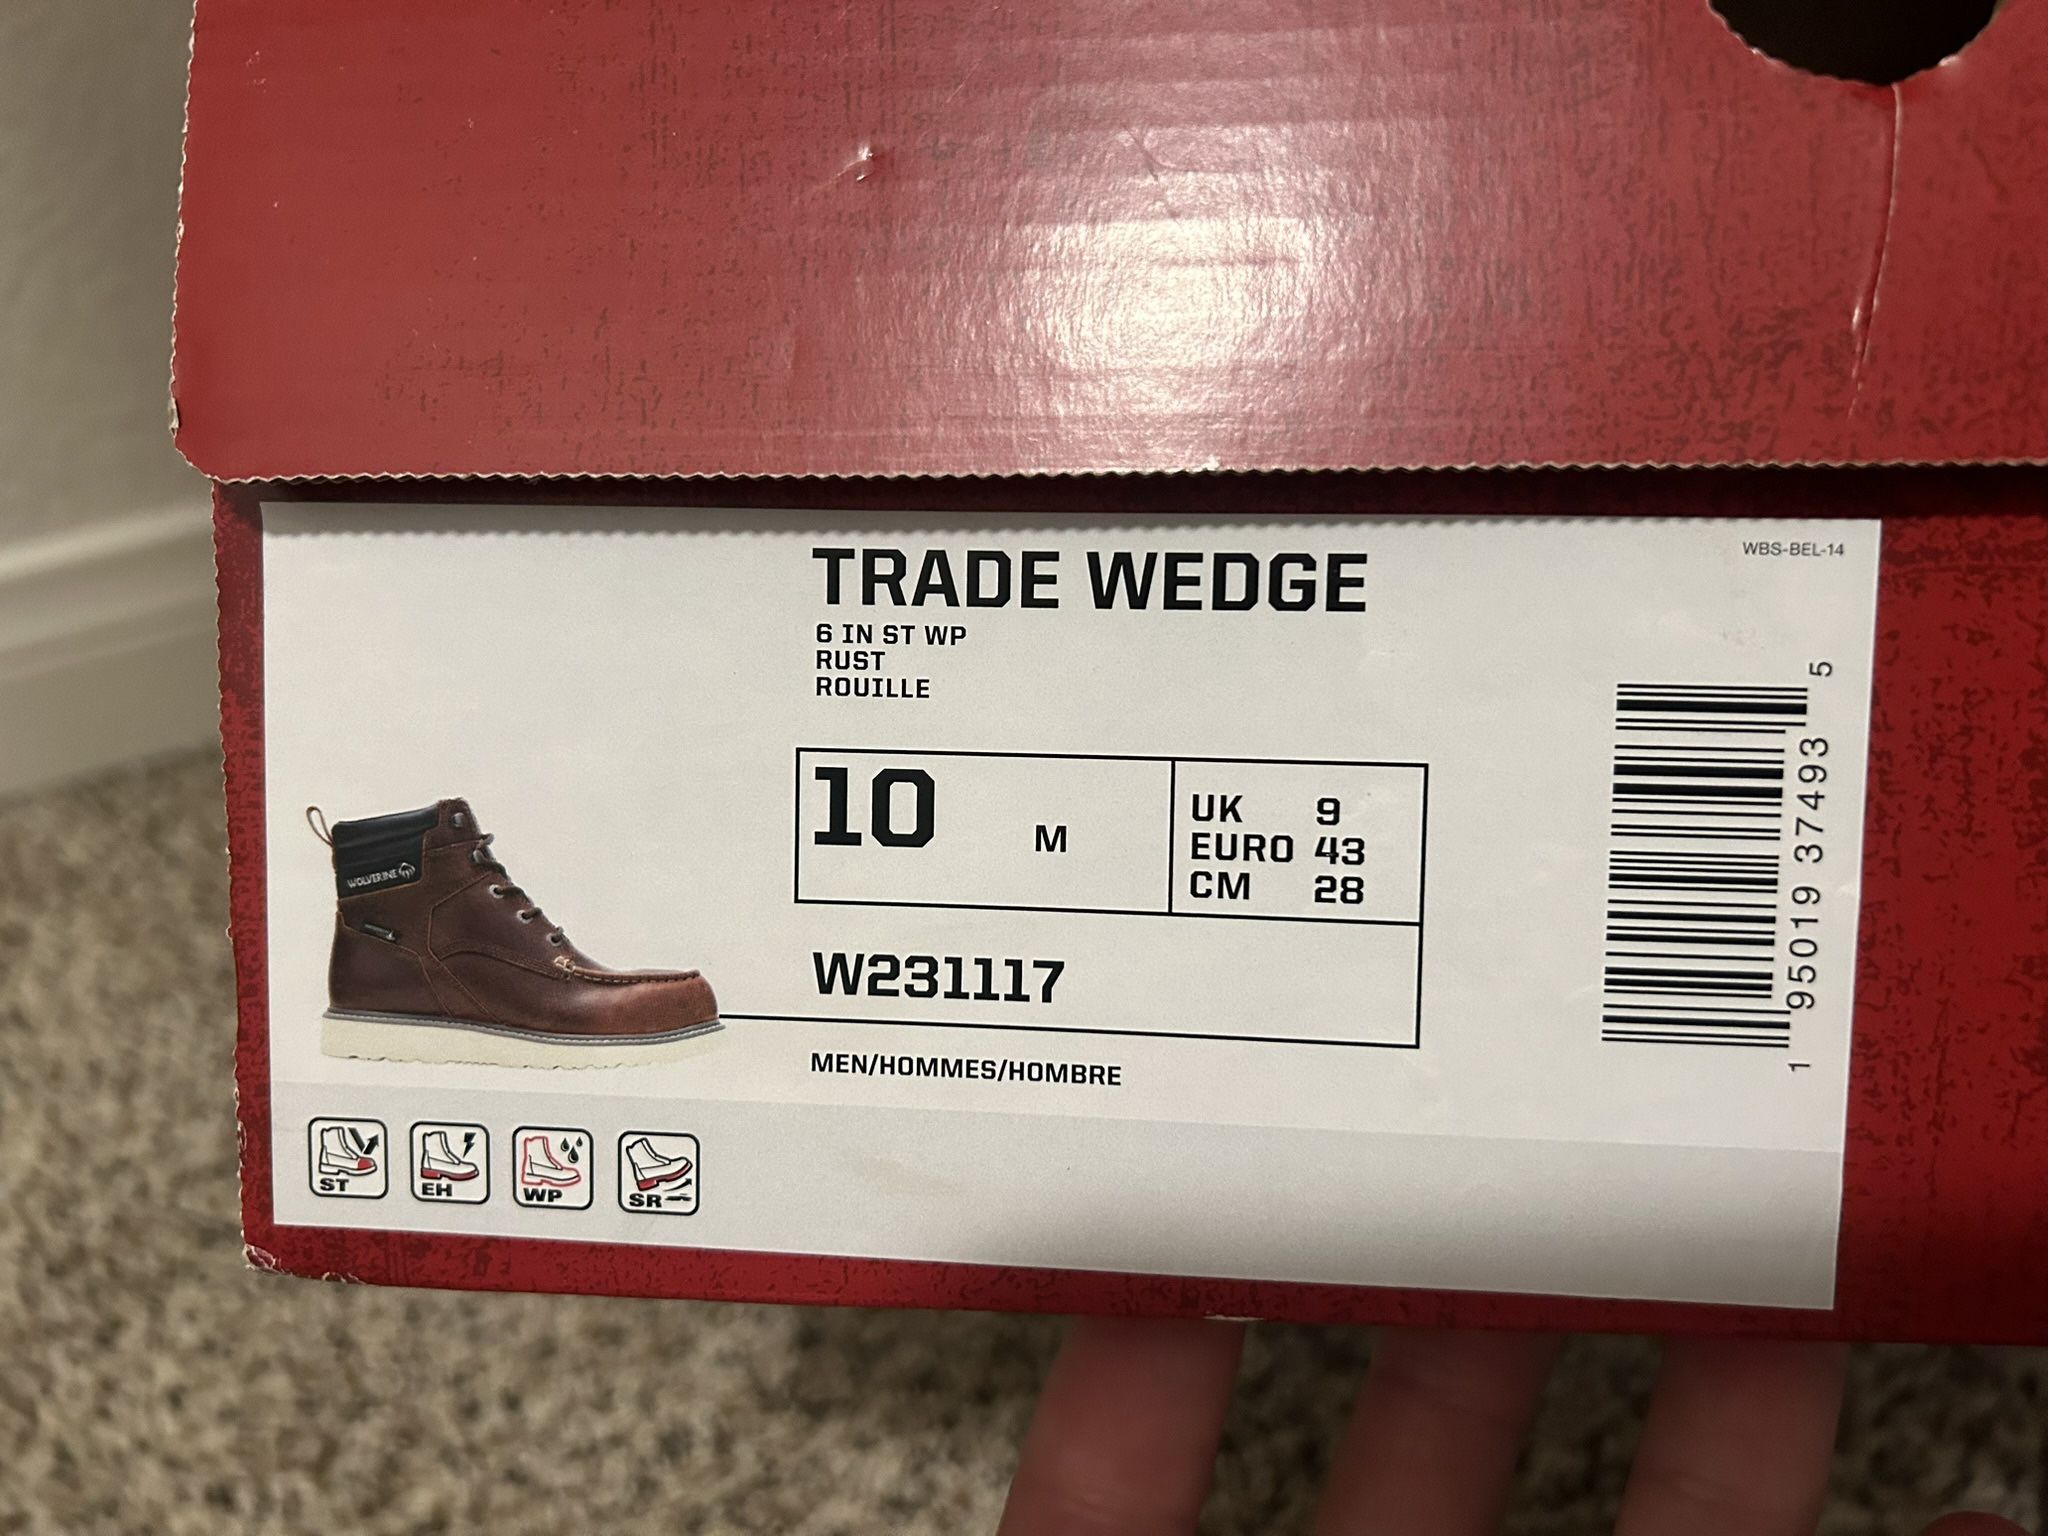 TRADE WEDGE
WBS-BEL-14
6 IN ST WP
RUST
ROUILLE
10 M
UK 9
EURO 43
CM 28
W231117
MEN/HOMMES/HOMBRE
WOLVERINE
ST
EH
WP
SR
1 95019 37493 5